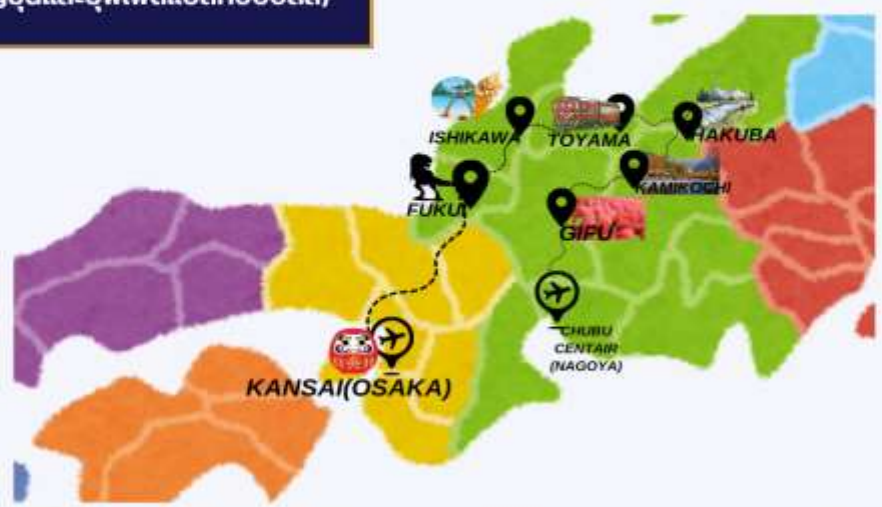 ISHIKAWA
TOYAMA
HAKUBA
KAMIKOCHI
FUKUI
GIFU
CHUBU
CENTAIR
(NAGOYA)
KANSAI(OSAKA)